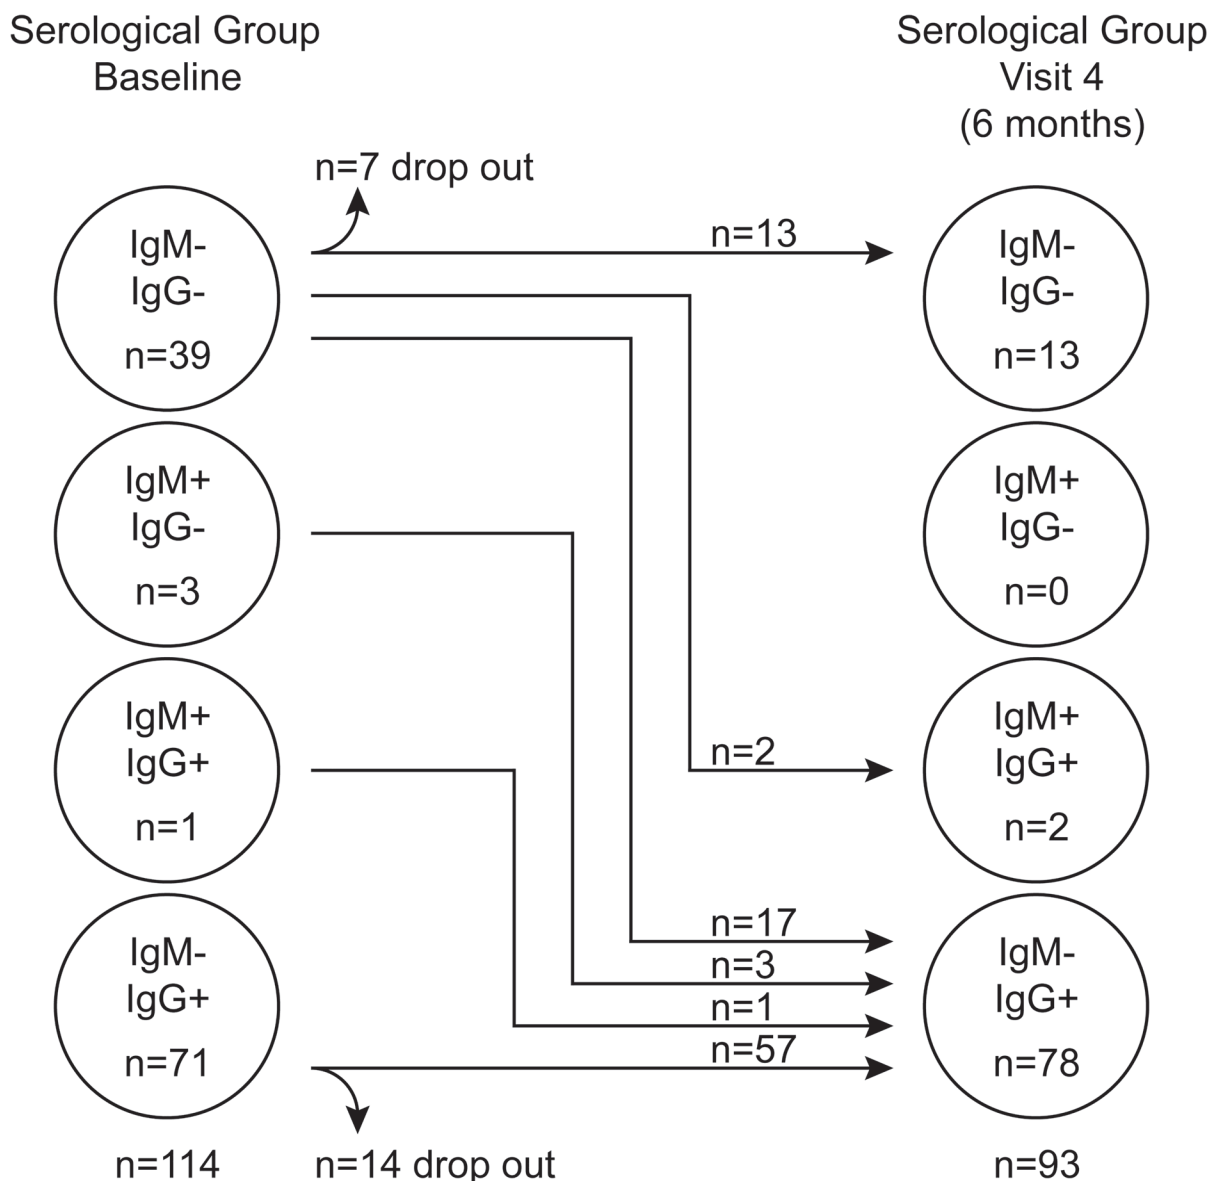 Serological Group
Baseline
Serological Group
Visit 4
(6 months)
n=7 drop out
IgM-
IgG-
n=39
n=13
IgM-
IgG-
n=13
IgM+
IgG-
n=3
IgM+
IgG-
n=0
IgM+
IgG+
n=1
n=2
IgM+
IgG+
n=2
IgM-
IgG+
n=71
n=17
n=3
n=1
n=57
IgM-
IgG+
n=78
n=114
n=14 drop out
n=93